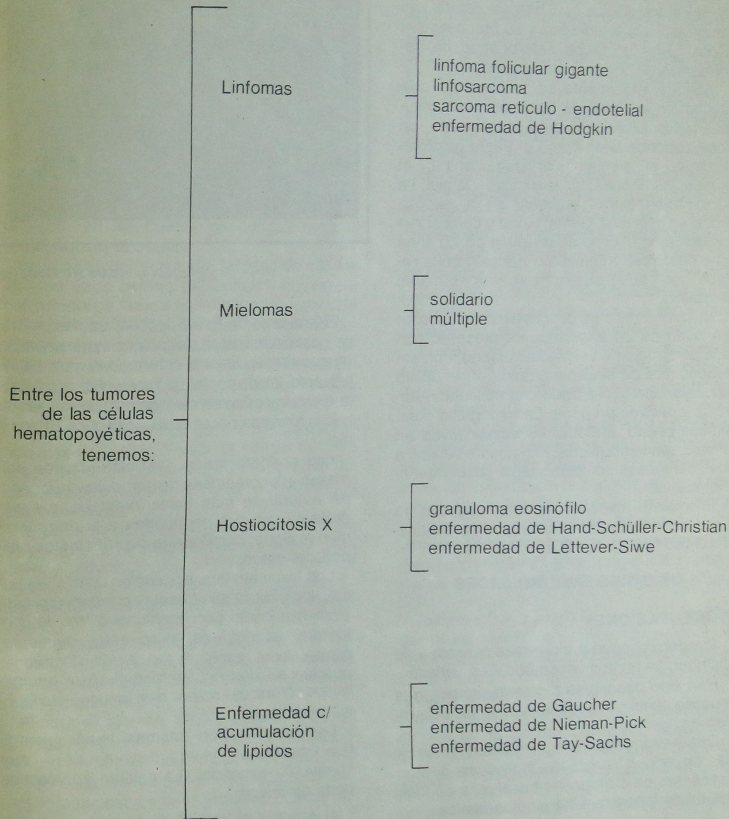 Linfomas
linfoma folicular gigante
linfosarcoma
sarcoma retículo - endotelial
enfermedad de Hodgkin
Mielomas
solidario
múltiple
Entre los tumores
de las células
hematopoyéticas,
tenemos:
Hostiocitosis X
granuloma eosinófilo
enfermedad de Hand-Schüller-Christian
enfermedad de Lettever-Siwe
Enfermedad c/
acumulación
de lípidos
enfermedad de Gaucher
enfermedad de Nieman-Pick
enfermedad de Tay-Sachs